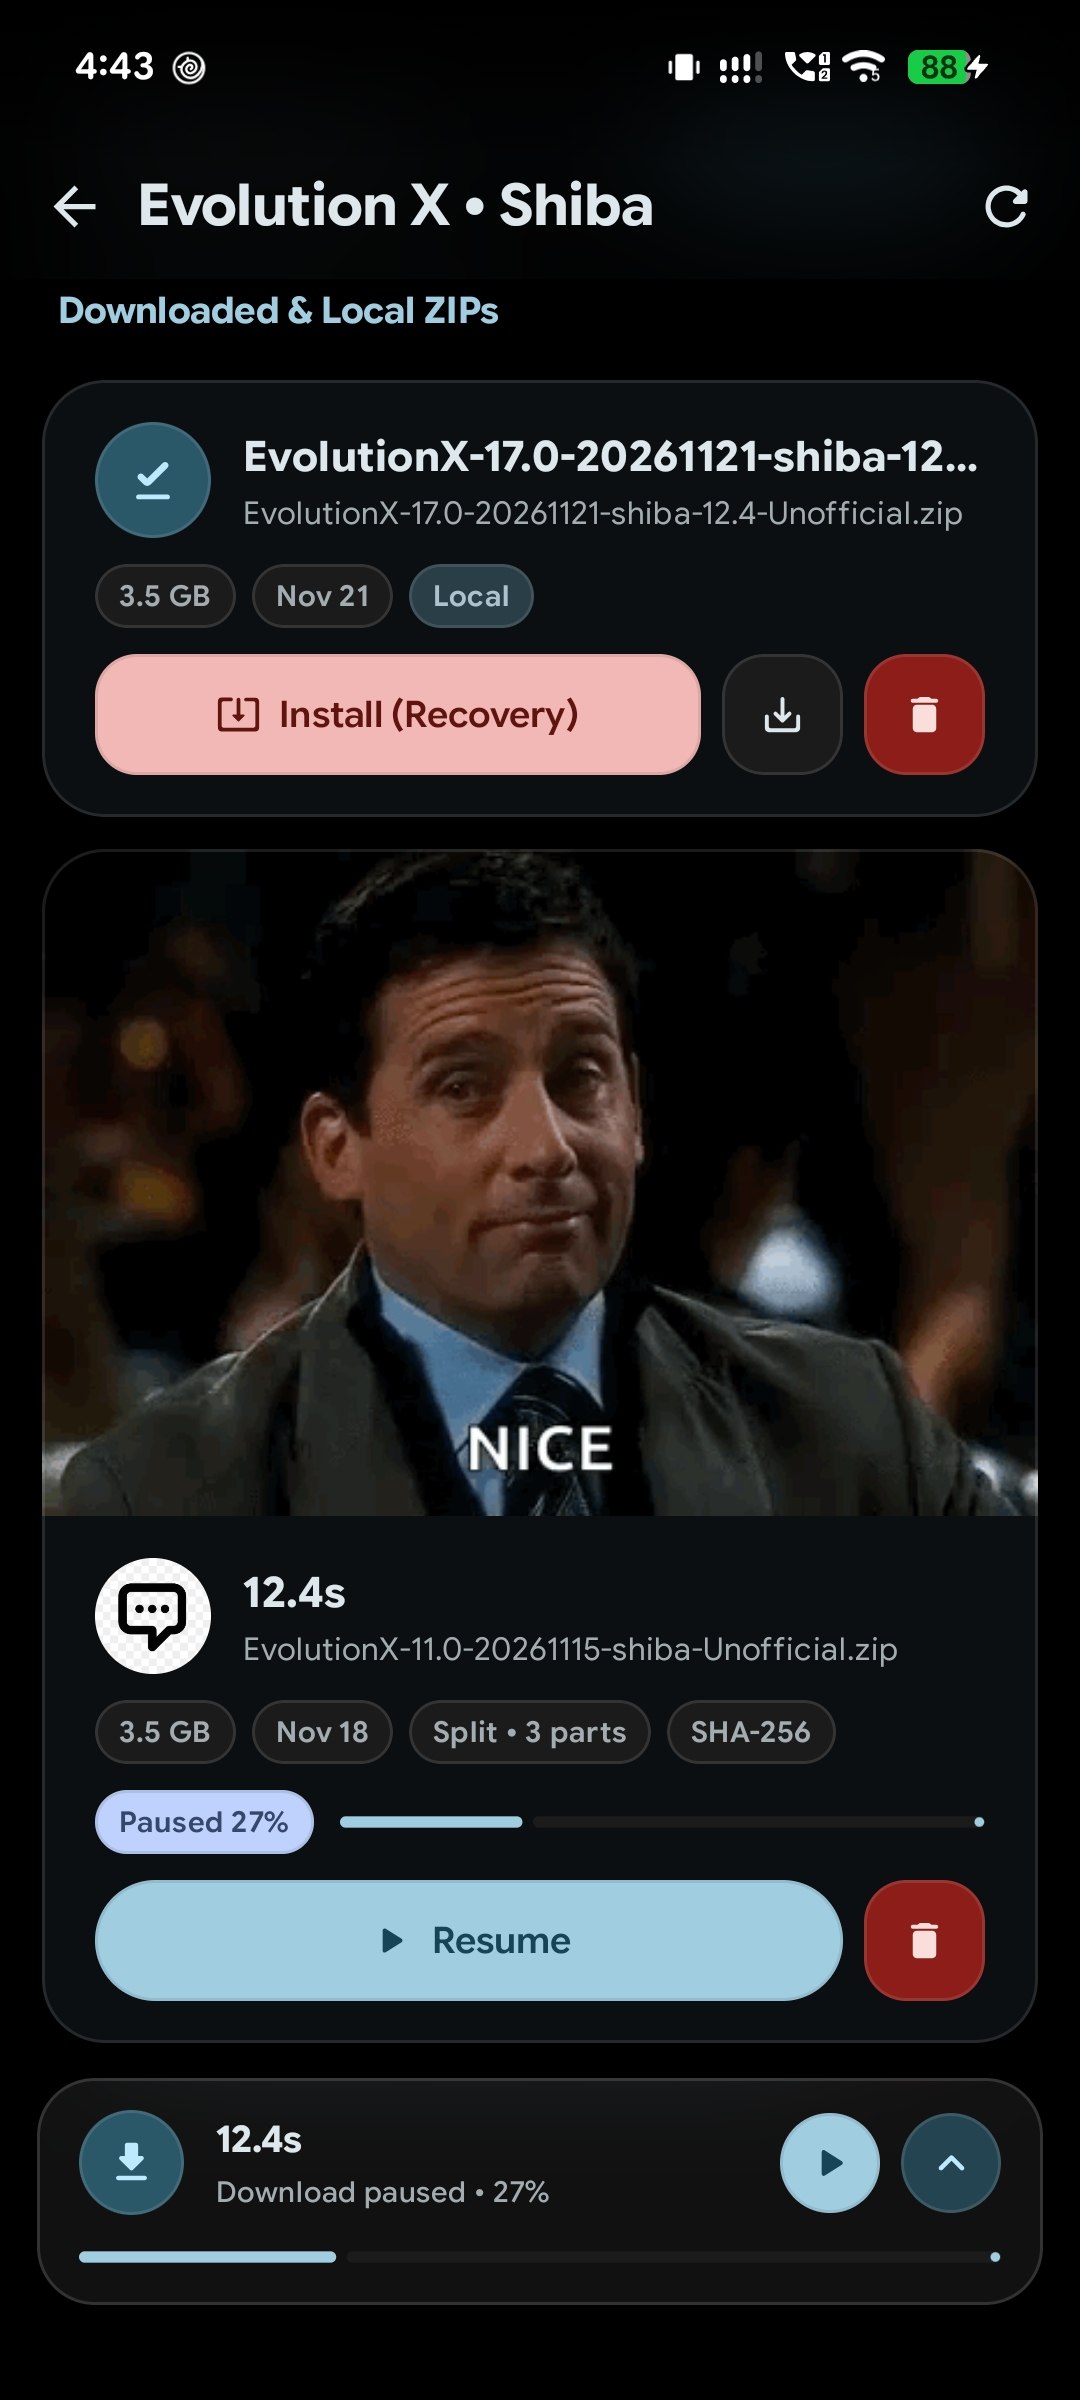 4:43
5
88
Evolution X • Shiba
Downloaded & Local ZIPs
EvolutionX-17.0-20261121-shiba-12...
EvolutionX-17.0-20261121-shiba-12.4-Unofficial.zip
3.5 GB
Nov 21
Local
Install (Recovery)
NICE
12.4s
EvolutionX-11.0-20261115-shiba-Unofficial.zip
3.5 GB
Nov 18
Split • 3 parts
SHA-256
Paused 27%
Resume
12.4s
Download paused • 27%